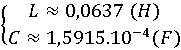 L ≈ 0,0637 (H)
C ≈ 1,5915.10⁻⁴(F)